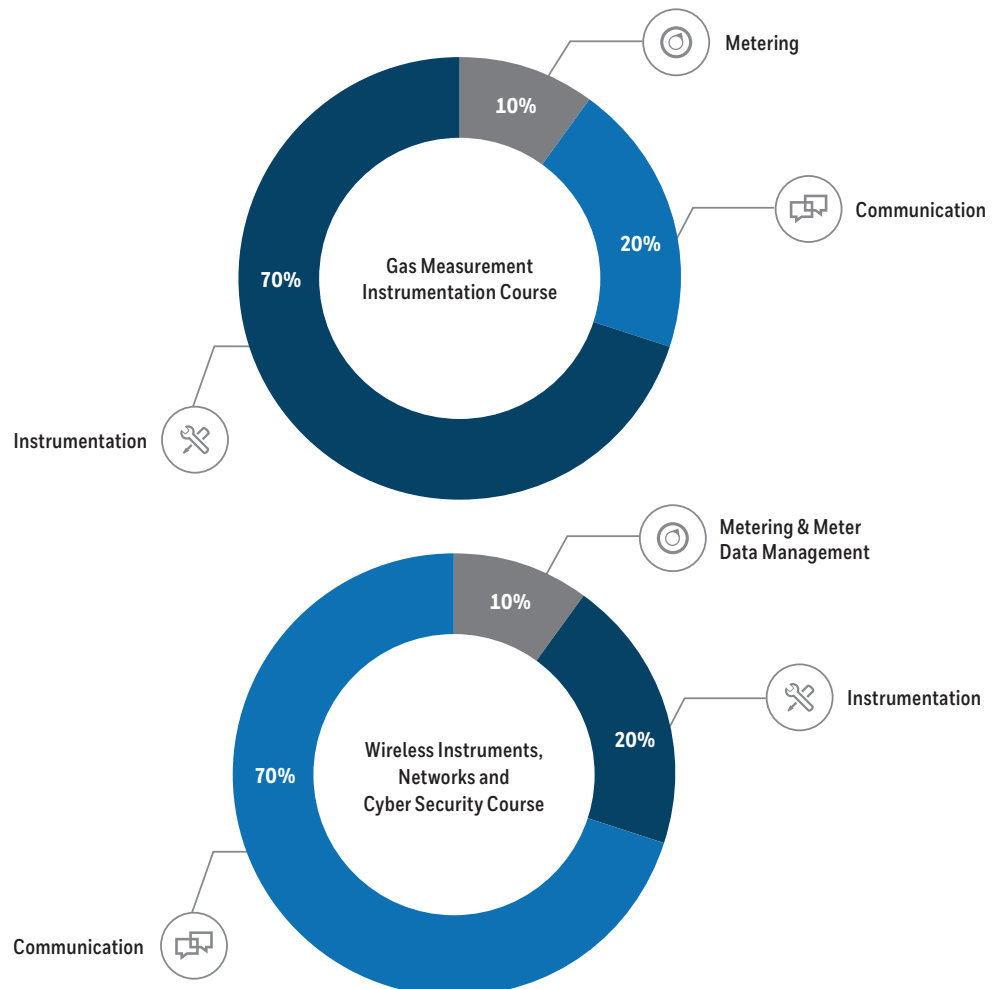 Metering
10%
Communication
20%
Gas Measurement
Instrumentation Course
70%
Instrumentation
Metering & Meter
Data Management
10%
Instrumentation
20%
Wireless Instruments,
Networks and
Cyber Security Course
70%
Communication